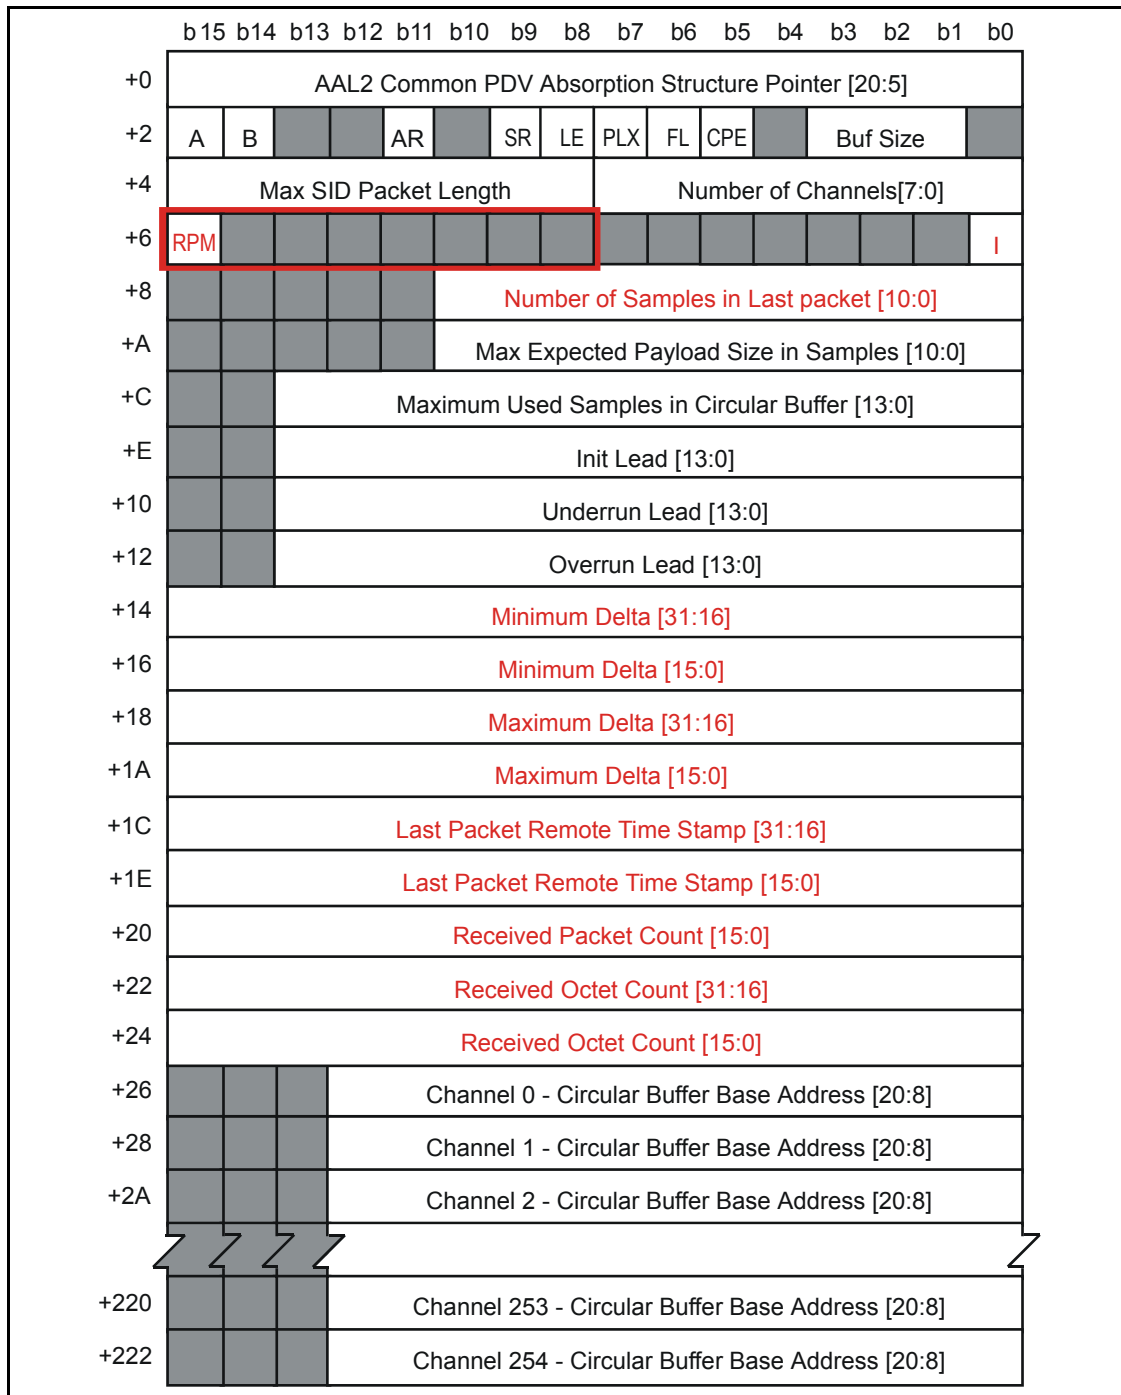 b15 b14 b13 b12 b11 b10 b9 b8 b7 b6 b5 b4 b3 b2 b1 b0
+0 AAL2 Common PDV Absorption Structure Pointer [20:5]
+2 A B AR SR LE PLX FL CPE Buf Size
+4 Max SID Packet Length Number of Channels[7:0]
+6 RPM I
+8 Number of Samples in Last packet [10:0]
+A Max Expected Payload Size in Samples [10:0]
+C Maximum Used Samples in Circular Buffer [13:0]
+E Init Lead [13:0]
+10 Underrun Lead [13:0]
+12 Overrun Lead [13:0]
+14 Minimum Delta [31:16]
+16 Minimum Delta [15:0]
+18 Maximum Delta [31:16]
+1A Maximum Delta [15:0]
+1C Last Packet Remote Time Stamp [31:16]
+1E Last Packet Remote Time Stamp [15:0]
+20 Received Packet Count [15:0]
+22 Received Octet Count [31:16]
+24 Received Octet Count [15:0]
+26 Channel 0 - Circular Buffer Base Address [20:8]
+28 Channel 1 - Circular Buffer Base Address [20:8]
+2A Channel 2 - Circular Buffer Base Address [20:8]
+220 Channel 253 - Circular Buffer Base Address [20:8]
+222 Channel 254 - Circular Buffer Base Address [20:8]